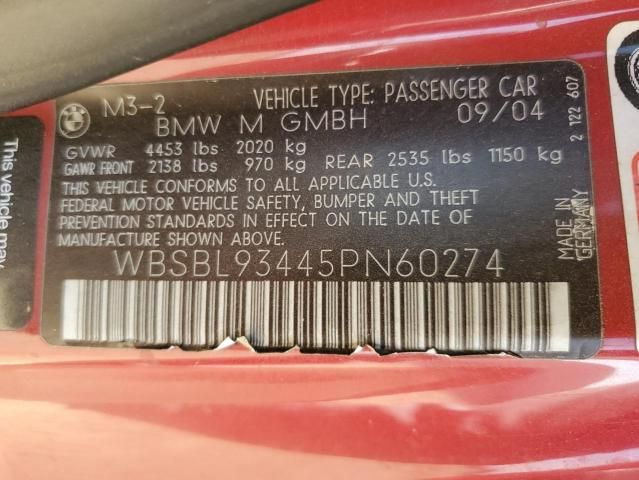 BMW
M3-2 VEHICLE TYPE: PASSENGER CAR
BMW M GMBH 09/04
GVWR 4453 lbs 2020 kg
GAWR FRONT 2138 lbs 970 kg REAR 2535 lbs 1150 kg
THIS VEHICLE CONFORMS TO ALL APPLICABLE U.S.
FEDERAL MOTOR VEHICLE SAFETY, BUMPER AND THEFT
PREVENTION STANDARDS IN EFFECT ON THE DATE OF
MANUFACTURE SHOWN ABOVE.
WBSBL93445PN60274
2 122 607
MADE IN
GERMANY
This vehicle may